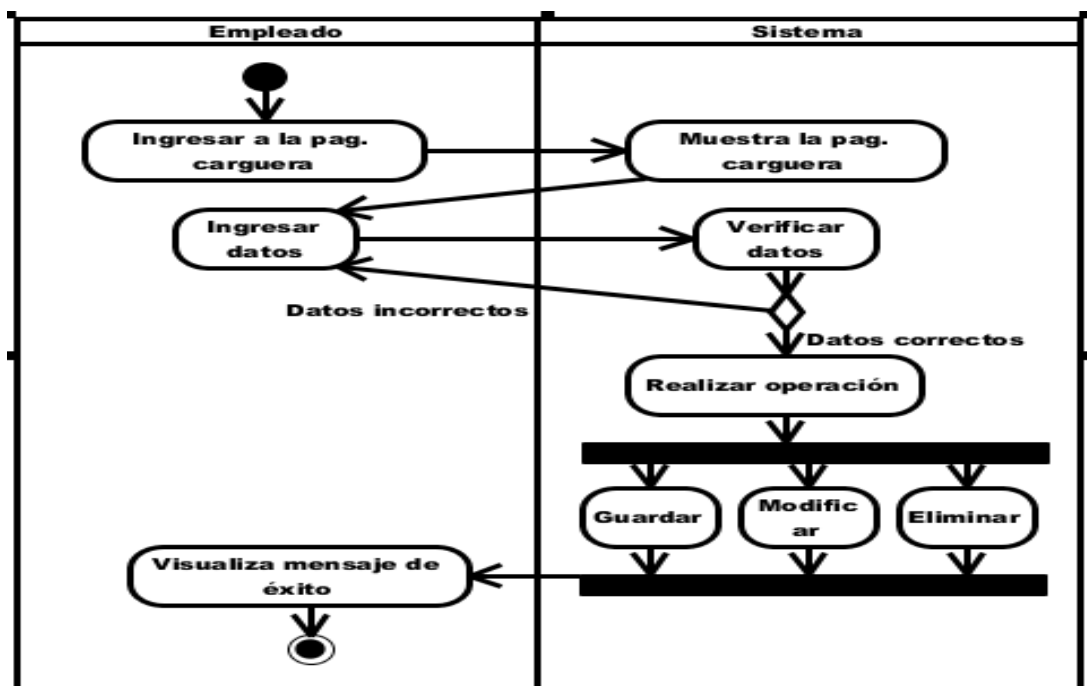 Empleado
Sistema
Ingresar a la pag.
carguera
Muestra la pag.
carguera
Ingresar
datos
Verificar
datos
Datos incorrectos
Datos correctos
Realizar operación
Guardar
Modific
ar
Eliminar
Visualiza mensaje de
éxito